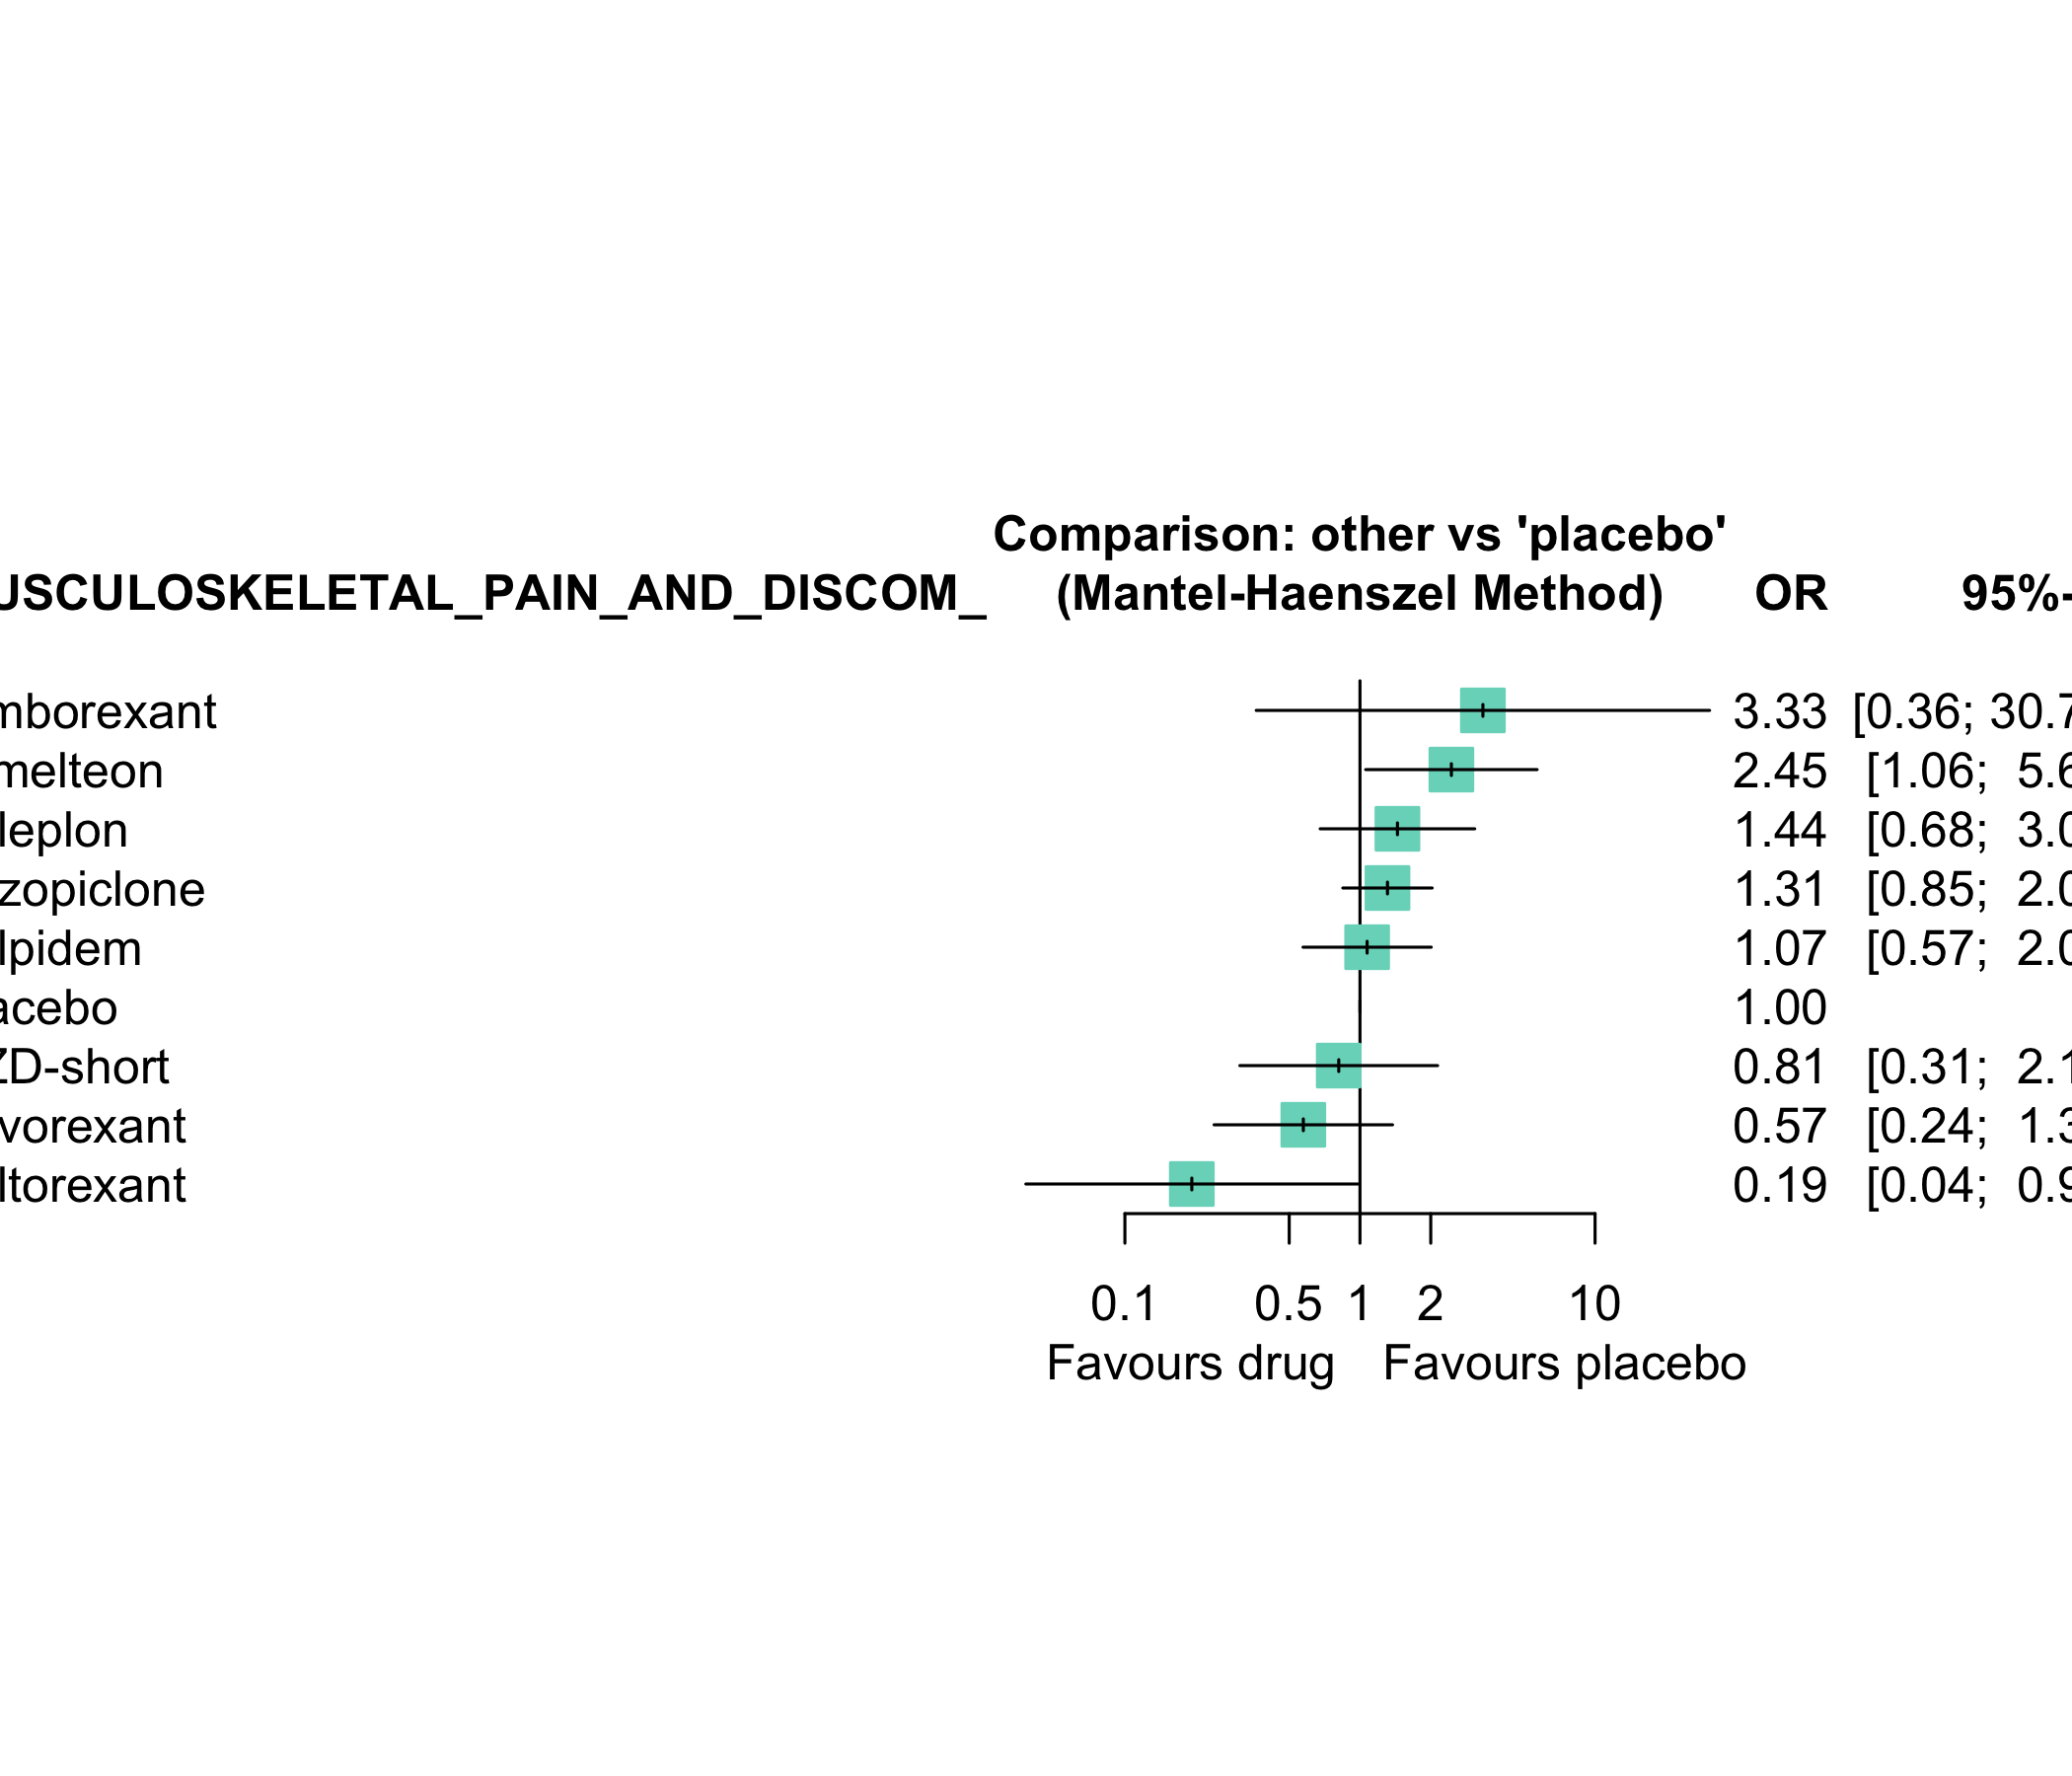 Comparison: other vs 'placebo'
USCULOSKELETAL_PAIN_AND_DISCOM_ (Mantel-Haenszel Method) OR 95%-
mborexant 3.33 [0.36; 30.7
melteon 2.45 [1.06; 5.6
leplon 1.44 [0.68; 3.0
zopiclone 1.31 [0.85; 2.0
lpidem 1.07 [0.57; 2.0
acebo 1.00
ZD-short 0.81 [0.31; 2.1
vorexant 0.57 [0.24; 1.3
ltorexant 0.19 [0.04; 0.9
0.1 0.5 1 2 10
Favours drug Favours placebo